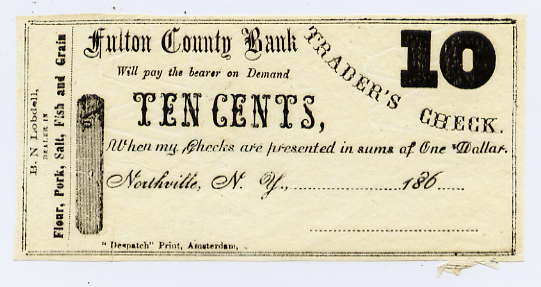 B. N Lobdell,
DEALER IN
Flour, Pork, Salt, Fish and Grain
Fulton County Bank
TRADER'S CHECK.
10
Will pay the bearer on Demand
TEN CENTS,
When my Checks are presented in sums of One Dollar.
Northville, N. Y., 186
"Despatch" Print, Amsterdam,